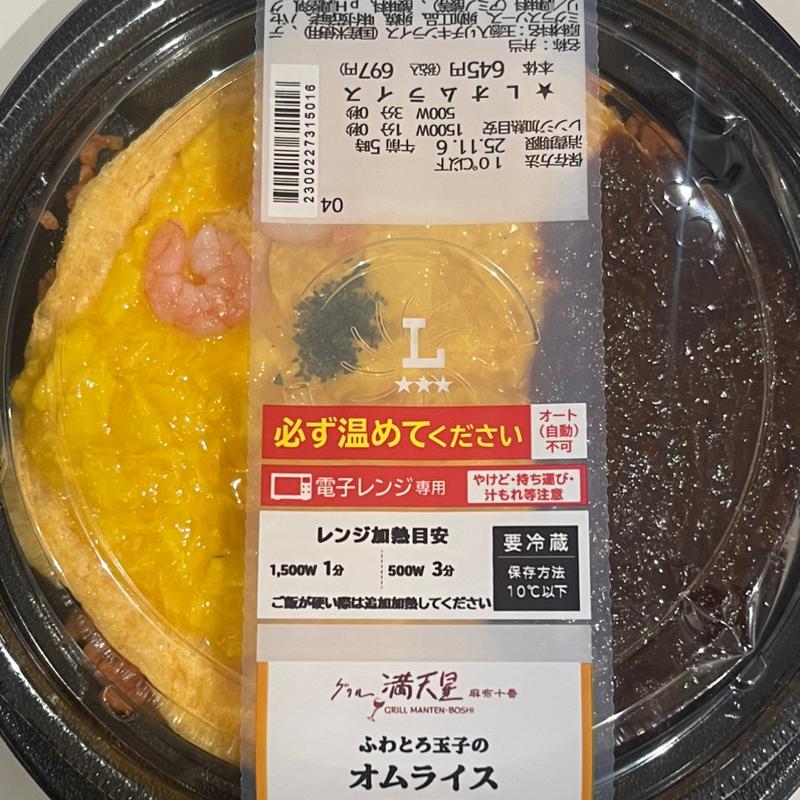 名称:弁当
本体 645円(税込 697円)
★Lオムライス
500W 3分 0秒
レンジ加熱目安 1500W 1分 0秒
消費期限 25.11.6 午前5時
保存方法 10℃以下
2300227315016
04
L
必ず温めてください
オート
(自動)
不可
電子レンジ専用
やけど・持ち運び・
汁もれ等注意
レンジ加熱目安
1,500W 1分
500W 3分
ご飯が硬い際は追加加熱してください
要冷蔵
保存方法
10℃以下
グリル 満天星 麻布十番
GRILL MANTEN-BOSHI
ふわとろ玉子の
オムライス